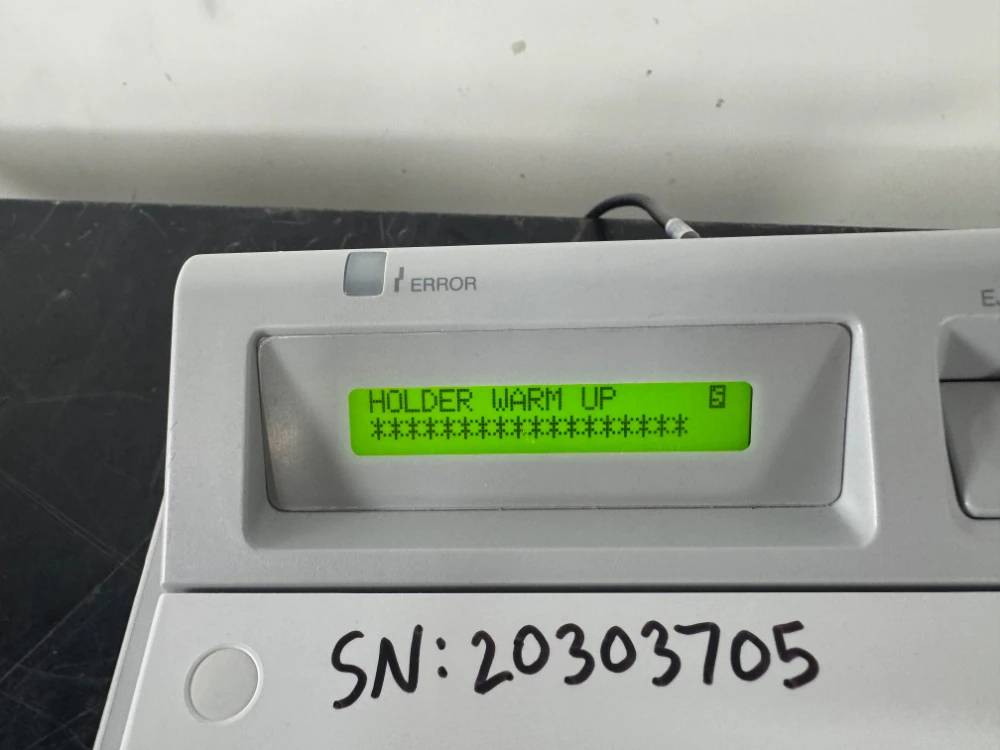 ERROR
E
HOLDER WARM UP 5
******************
SN: 20303705